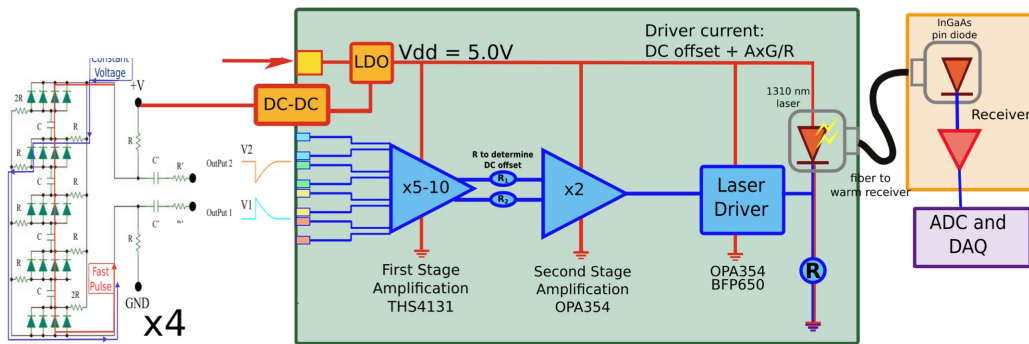 Constant
Voltage
+V
2R
R
C
R
R
C
R
R
C
R
R
C
2R
R
C'
R'
C'
R
Fast
Pulse
GND
x4
V2
OutPut 2
V1
OutPut 1
LDO
DC-DC
Vdd = 5.0V
Driver current:
DC offset + AxG/R
x5-10
R to determine
DC offset
R1
R2
x2
Laser
Driver
First Stage
Amplification
THS4131
Second Stage
Amplification
OPA354
OPA354
BFP650
R
1310 nm
laser
fiber to
warm receiver
InGaAs
pin diode
Receiver
ADC and
DAQ